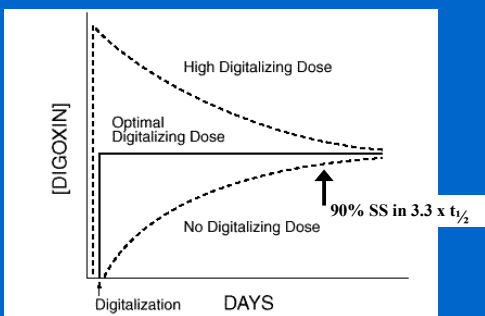 High Digitalizing Dose
Optimal
Digitalizing Dose
[DIGOXIN]
90% SS in 3.3 x t½
No Digitalizing Dose
Digitalization
DAYS